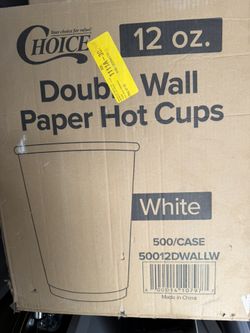 Your choice for value!
CHOICE
12 oz.
Double Wall
Paper Hot Cups
White
500/CASE
50012DWALLW
Made in China